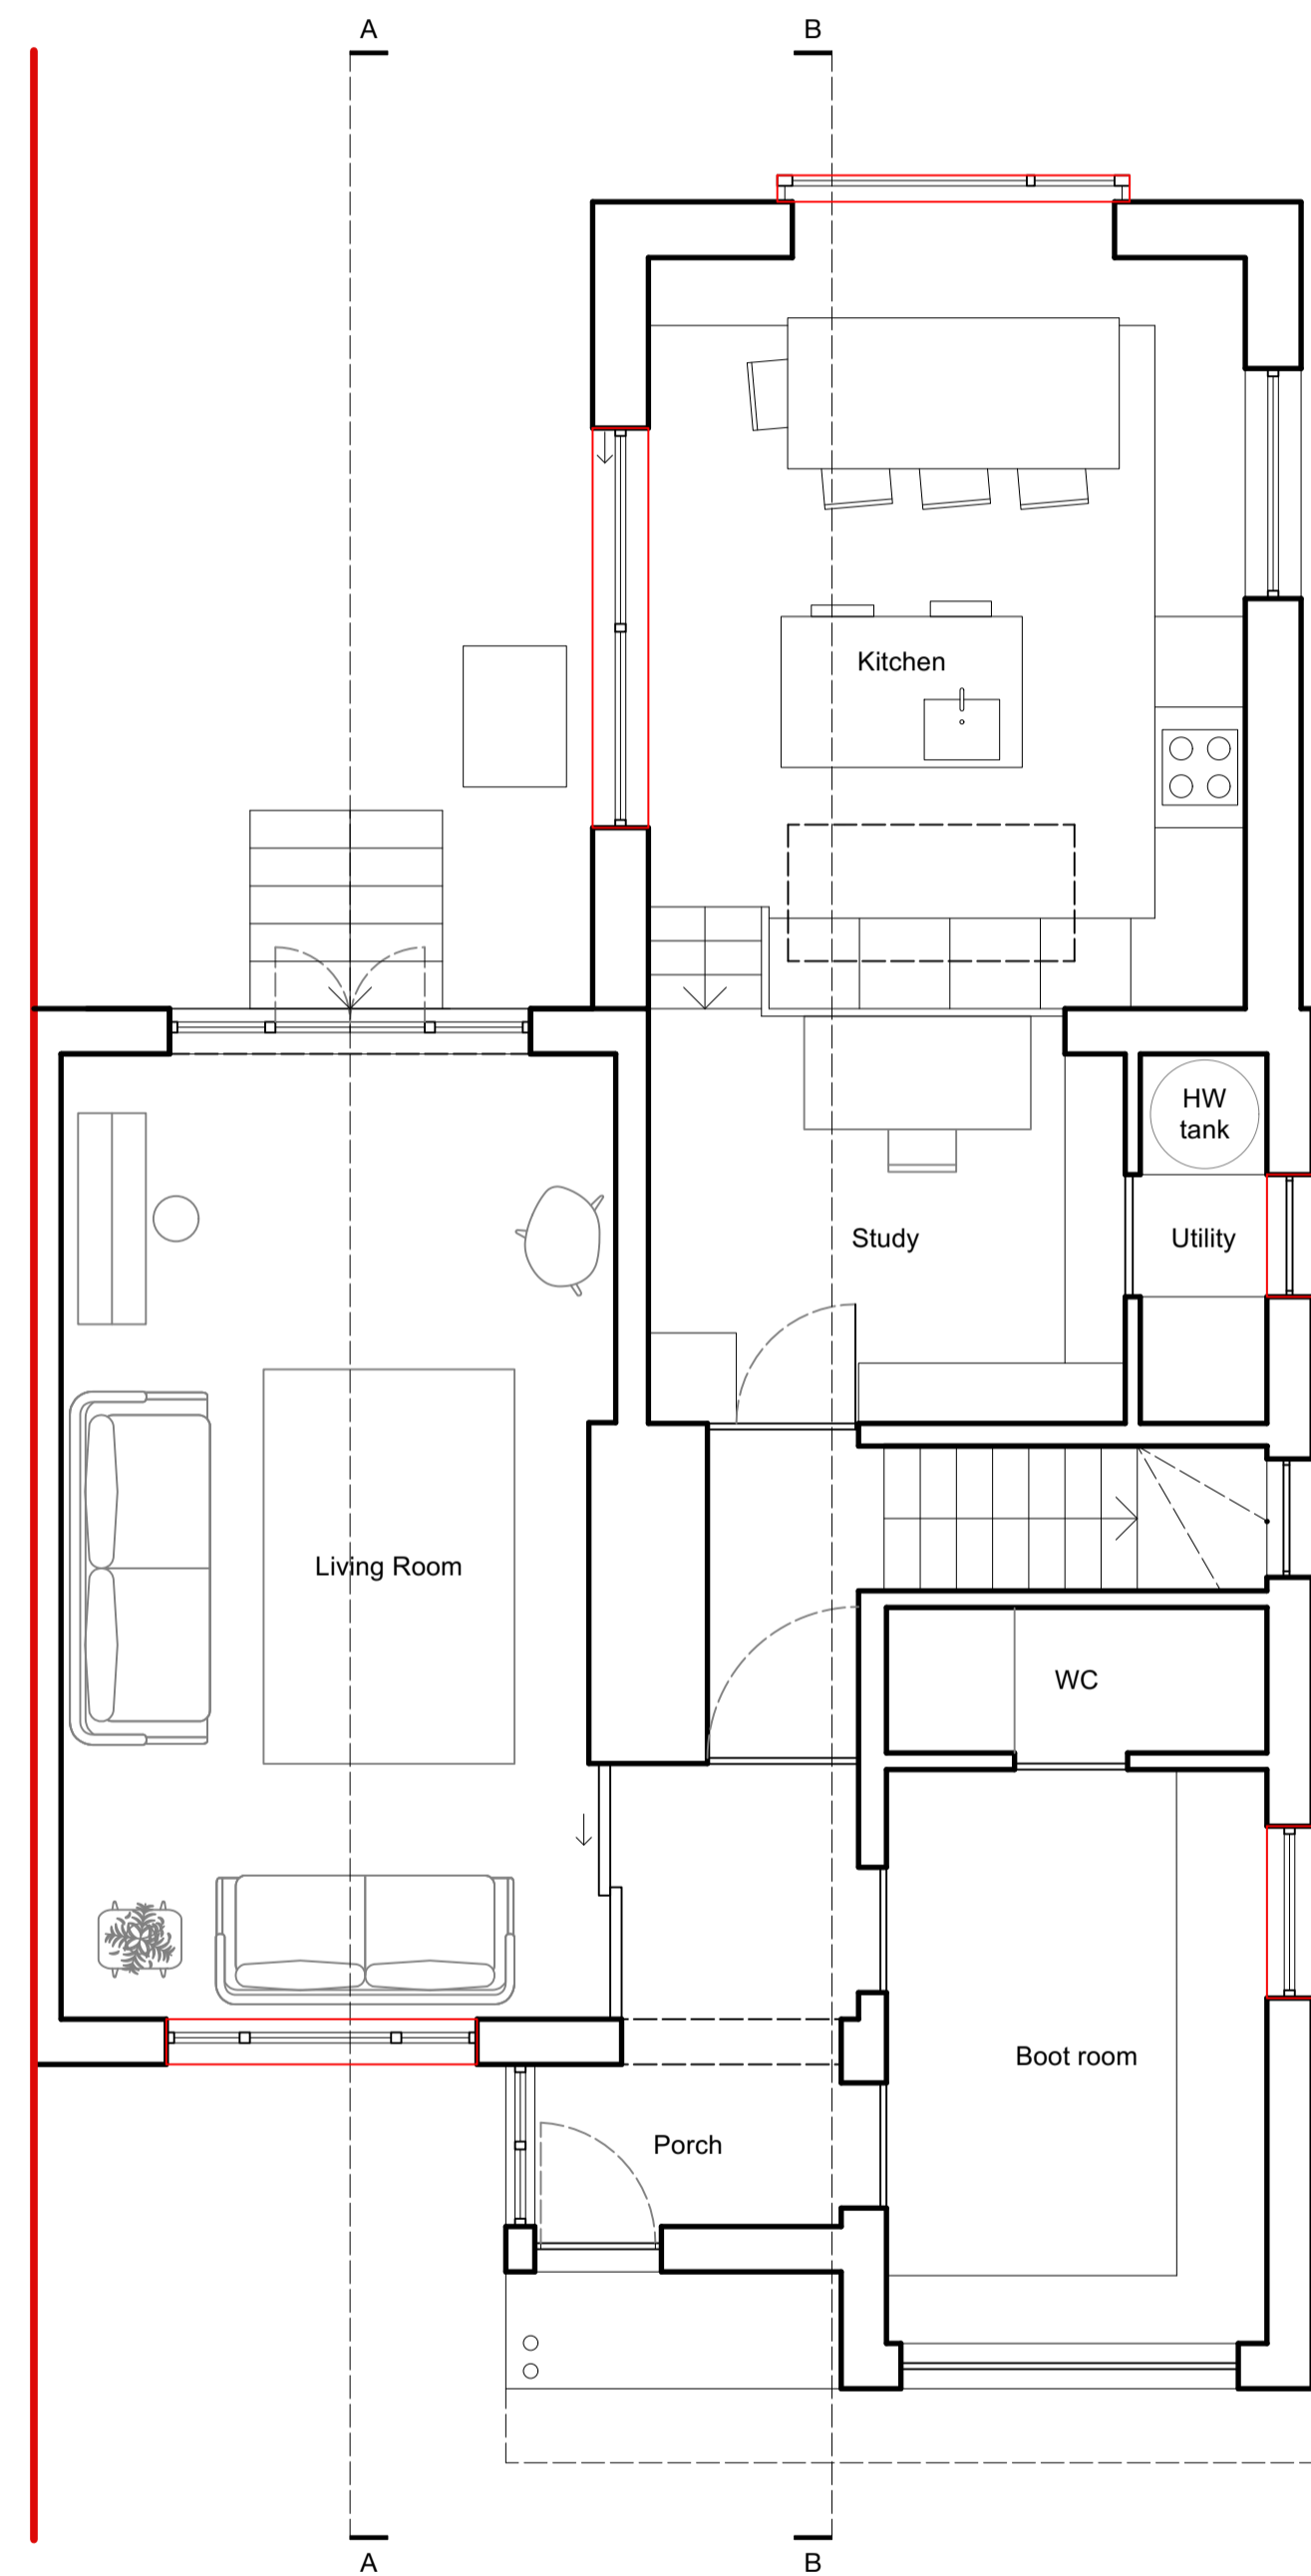 A
B
Kitchen
HW
tank
Study
Utility
Living Room
WC
Boot room
Porch
A
B